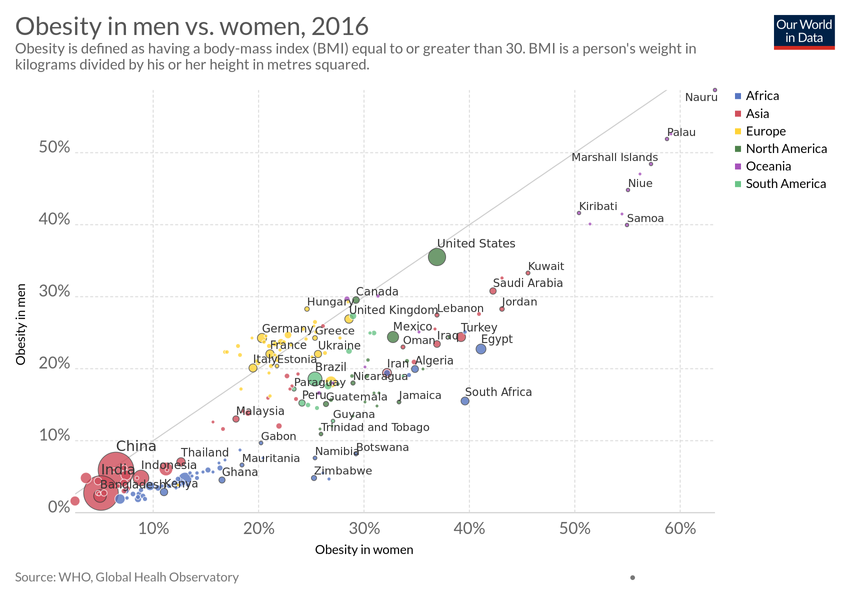 Obesity in men vs. women, 2016
Our World
in Data
Obesity is defined as having a body-mass index (BMI) equal to or greater than 30. BMI is a person's weight in
kilograms divided by his or her height in metres squared.
Nauru
Africa
Asia
Europe
North America
Oceania
South America
Palau
50%
Marshall Islands
Niue
Kiribati
Samoa
40%
United States
Kuwait
Saudi Arabia
30%
Canada
Hungary
United Kingdom
Lebanon
Jordan
Germany
Greece
Mexico
Turkey
Oman
Iraq
Egypt
France
Ukraine
20%
Italy
Estonia
Brazil
Iran
Algeria
Nicaragua
Paraguay
Peru
Guatemala
Jamaica
South Africa
Malaysia
Guyana
Trinidad and Tobago
10%
Gabon
China
Thailand
Mauritania
Namibia
Botswana
India
Indonesia
Ghana
Zimbabwe
Bangladesh
Kenya
0%
10%
20%
30%
40%
50%
60%
Obesity in men
Obesity in women
Source: WHO, Global Healh Observatory